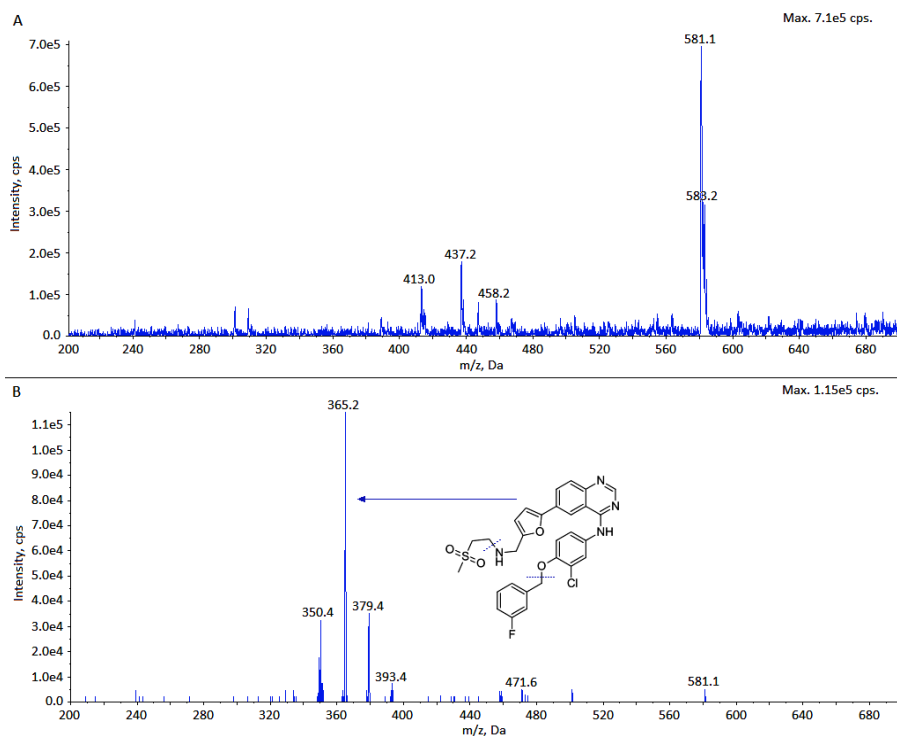 A
Max. 7.1e5 cps.
Intensity, cps
7.0e5
6.0e5
5.0e5
4.0e5
3.0e5
2.0e5
1.0e5
0.0
581.1
583.2
437.2
413.0
458.2
200 240 280 320 360 400 440 480 520 560 600 640 680
m/z, Da
B
Max. 1.15e5 cps.
Intensity, cps
1.1e5
1.0e5
9.0e4
8.0e4
7.0e4
6.0e4
5.0e4
4.0e4
3.0e4
2.0e4
1.0e4
0.0
365.2
350.4
379.4
393.4
471.6
581.1
N
N
NH
O
N
H
O
S
O
O
Cl
F
200 240 280 320 360 400 440 480 520 560 600 640 680
m/z, Da